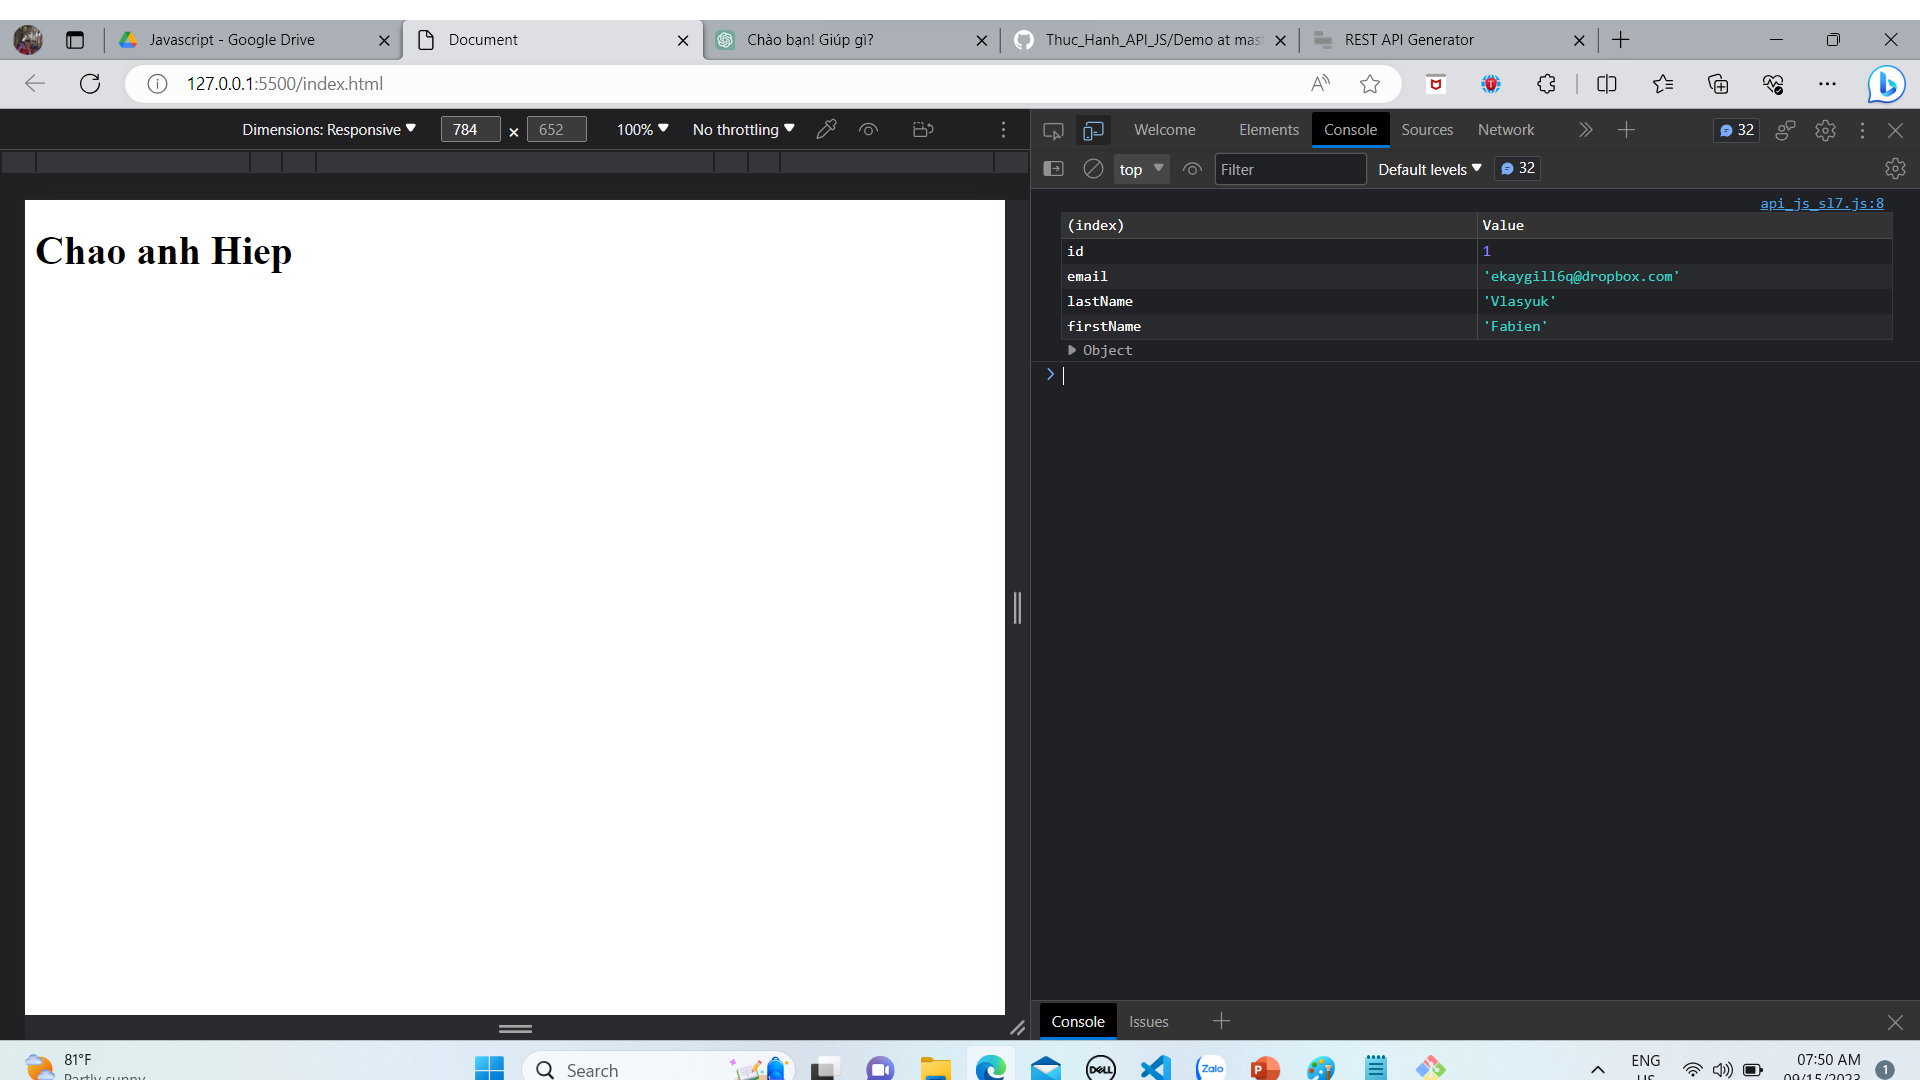 Javascript - Google Drive
Document
Chào bạn! Giúp gì?
Thuc_Hanh_API_JS/Demo at mast
REST API Generator
127.0.0.1:5500/index.html
Dimensions: Responsive
784
×
652
100%
No throttling
Welcome
Elements
Console
Sources
Network
32
top
Filter
Default levels
32
Chao anh Hiep
api_js_sl7.js:8
(index)
Value
id
1
email
'ekaygill6q@dropbox.com'
lastName
'Vlasyuk'
firstName
'Fabien'
Object
Console
Issues
81°F
Partly sunny
Search
DELL
Zalo
ENG
US
07:50 AM
09/15/2023
1